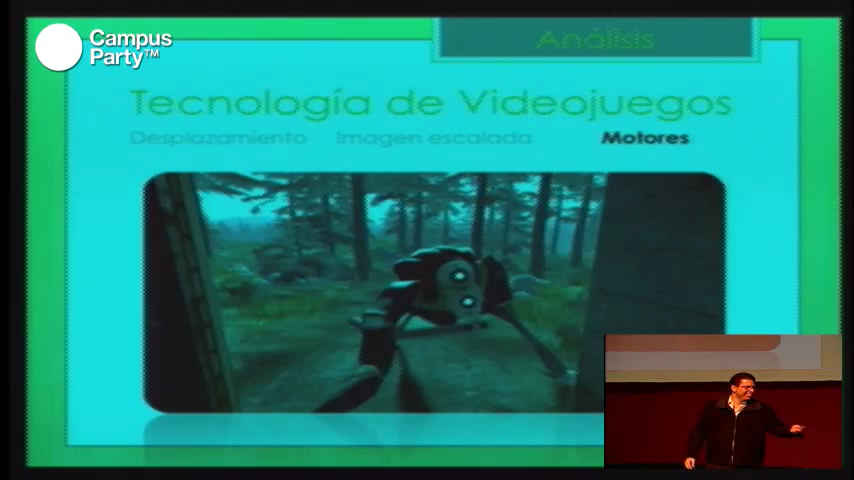 Campus
Party™
Análisis
Tecnología de Videojuegos
Desplazamiento Imagen escalada Motores